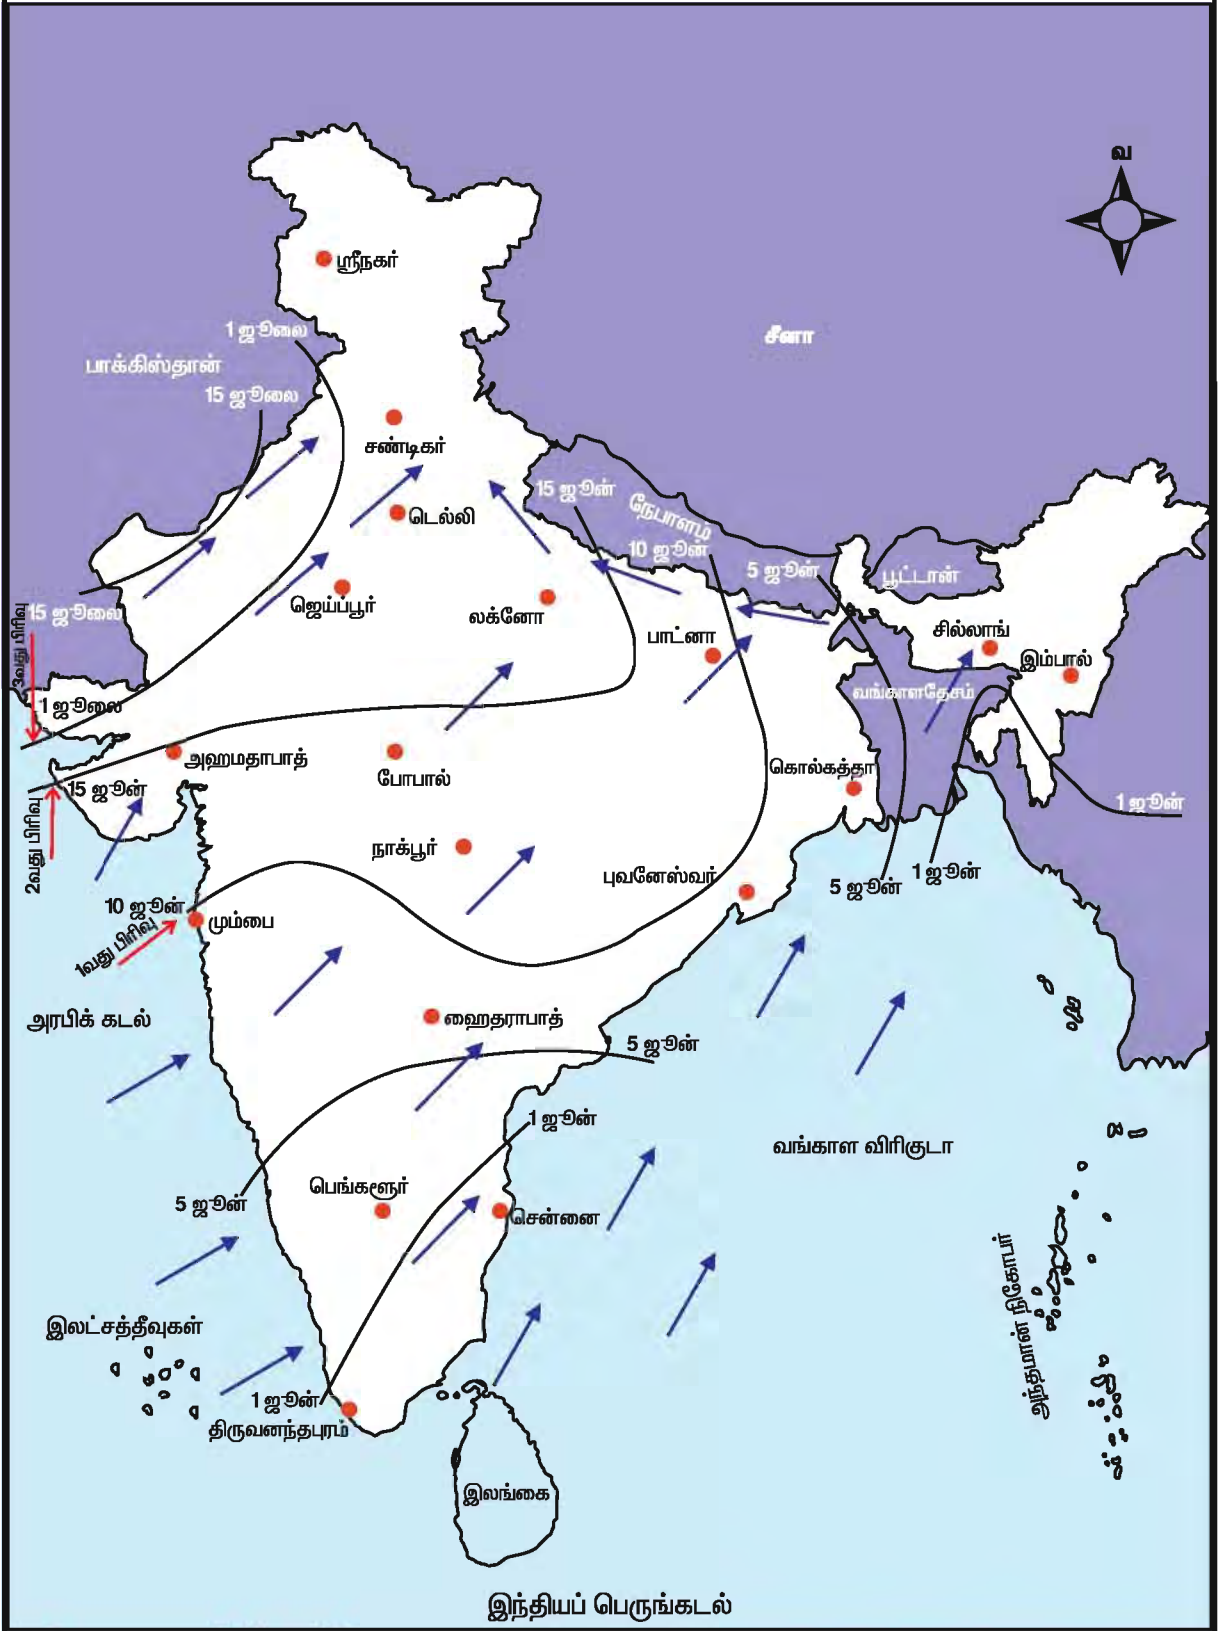 வ
ஸ்ரீநகர்
1 ஜூலை
சீனா
பாக்கிஸ்தான்
15 ஜூலை
சண்டிகர்
15 ஜூன்
நேபாளம்
டெல்லி
10 ஜூன்
5 ஜூன்
பூட்டான்
ஜெய்ப்பூர்
லக்னோ
15 ஜூலை
பாட்னா
சில்லாங்
இம்பால்
3வது பிரிவு
1 ஜூலை
வங்காளதேசம்
அஹமதாபாத்
போபால்
கொல்கத்தா
15 ஜூன்
1 ஜூன்
2வது பிரிவு
நாக்பூர்
புவனேஸ்வர்
5 ஜூன்
1 ஜூன்
10 ஜூன்
மும்பை
1வது பிரிவு
அரபிக் கடல்
ஹைதராபாத்
5 ஜூன்
1 ஜூன்
வங்காள விரிகுடா
பெங்களூர்
5 ஜூன்
சென்னை
அந்தமான் நிகோபர்
இலட்சத்தீவுகள்
1 ஜூன்
திருவனந்தபுரம்
இலங்கை
இந்தியப் பெருங்கடல்